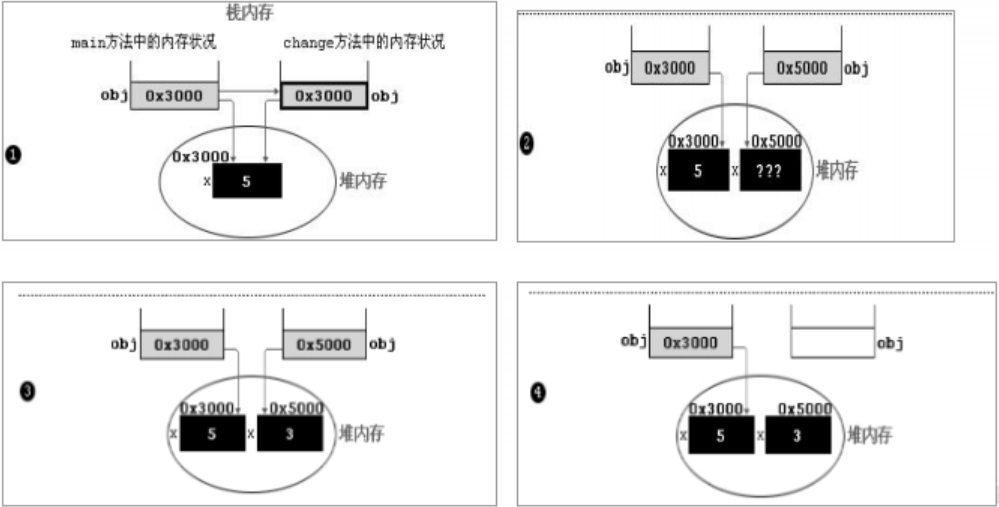 栈内存
main方法中的内存状况 change方法中的内存状况
obj 0x3000 0x3000 obj
❶
0x3000
x 5 堆内存
obj 0x3000 0x5000 obj
❷
0x3000 0x5000
x 5 x ??? 堆内存
obj 0x3000 0x5000 obj
❸
0x3000 0x5000
x 5 x 3 堆内存
obj 0x3000 obj
❹
0x3000 0x5000
x 5 x 3 堆内存